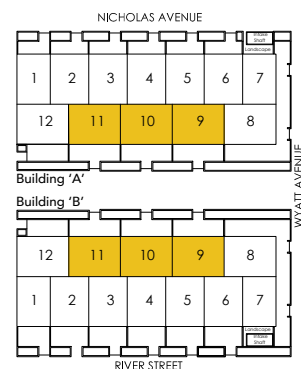 NICHOLAS AVENUE
Intake
Shaft
Landscape
1 2 3 4 5 6 7
12 11 10 9 8
Building ‘A’
WYATT AVENUE
Building ‘B’
12 11 10 9 8
1 2 3 4 5 6 7
Landscape
Intake
Shaft
RIVER STREET